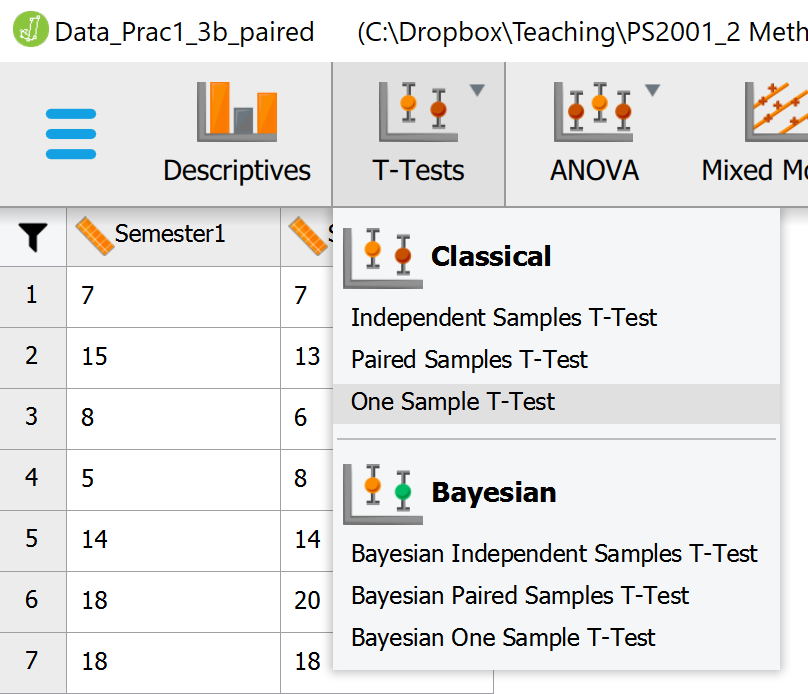 Data_Prac1_3b_paired (C:\Dropbox\Teaching\PS2001_2 Meth
Descriptives T-Tests ANOVA Mixed Mo
Semester1
Classical
1 7 7
Independent Samples T-Test
2 15 13
Paired Samples T-Test
One Sample T-Test
3 8 6
4 5 8
Bayesian
5 14 14
Bayesian Independent Samples T-Test
6 18 20
Bayesian Paired Samples T-Test
Bayesian One Sample T-Test
7 18 18